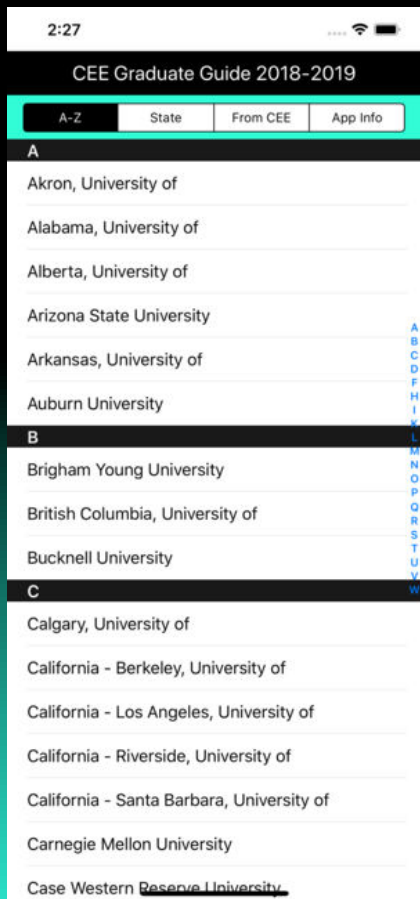 2:27
CEE Graduate Guide 2018-2019
A-Z State From CEE App Info
A
Akron, University of
Alabama, University of
Alberta, University of
Arizona State University
Arkansas, University of
Auburn University
B
Brigham Young University
British Columbia, University of
Bucknell University
C
Calgary, University of
California - Berkeley, University of
California - Los Angeles, University of
California - Riverside, University of
California - Santa Barbara, University of
Carnegie Mellon University
Case Western Reserve University
A
B
C
D
F
H
I
K
L
M
N
O
P
Q
R
S
T
U
V
W